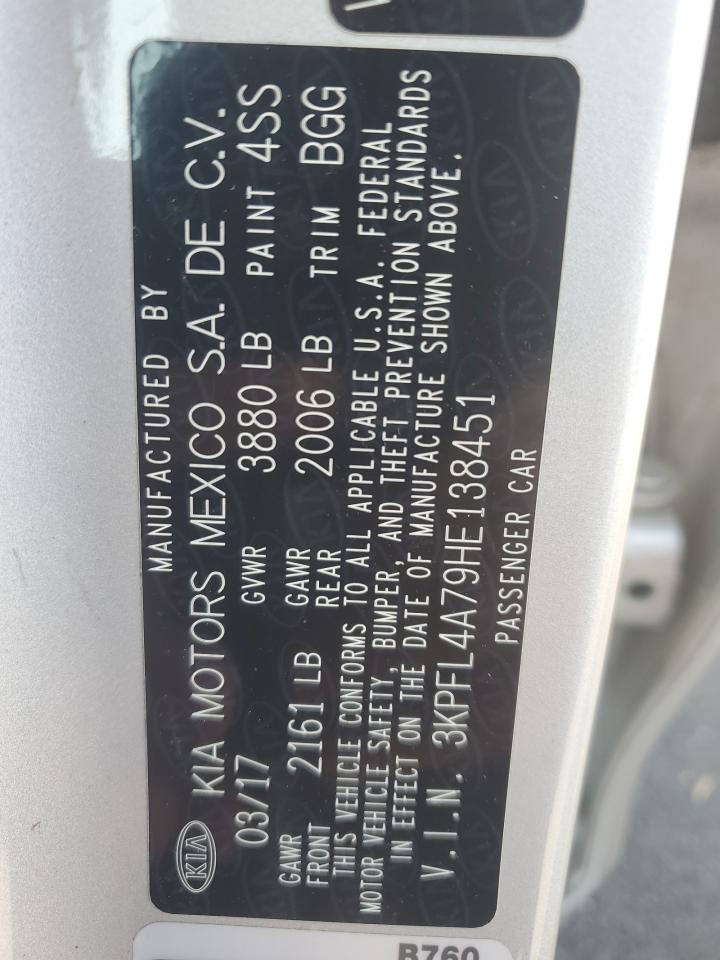 MANUFACTURED BY
KIA KIA MOTORS MEXICO S.A. DE C.V.
03/17 GVWR 3880 LB PAINT 4SS
GAWR FRONT 2161 LB GAWR REAR 2006 LB TRIM BGG
THIS VEHICLE CONFORMS TO ALL APPLICABLE U.S.A. FEDERAL
MOTOR VEHICLE SAFETY, BUMPER, AND THEFT PREVENTION STANDARDS
IN EFFECT ON THE DATE OF MANUFACTURE SHOWN ABOVE.
V.I.N. 3KPFL4A79HE138451
PASSENGER CAR
B760